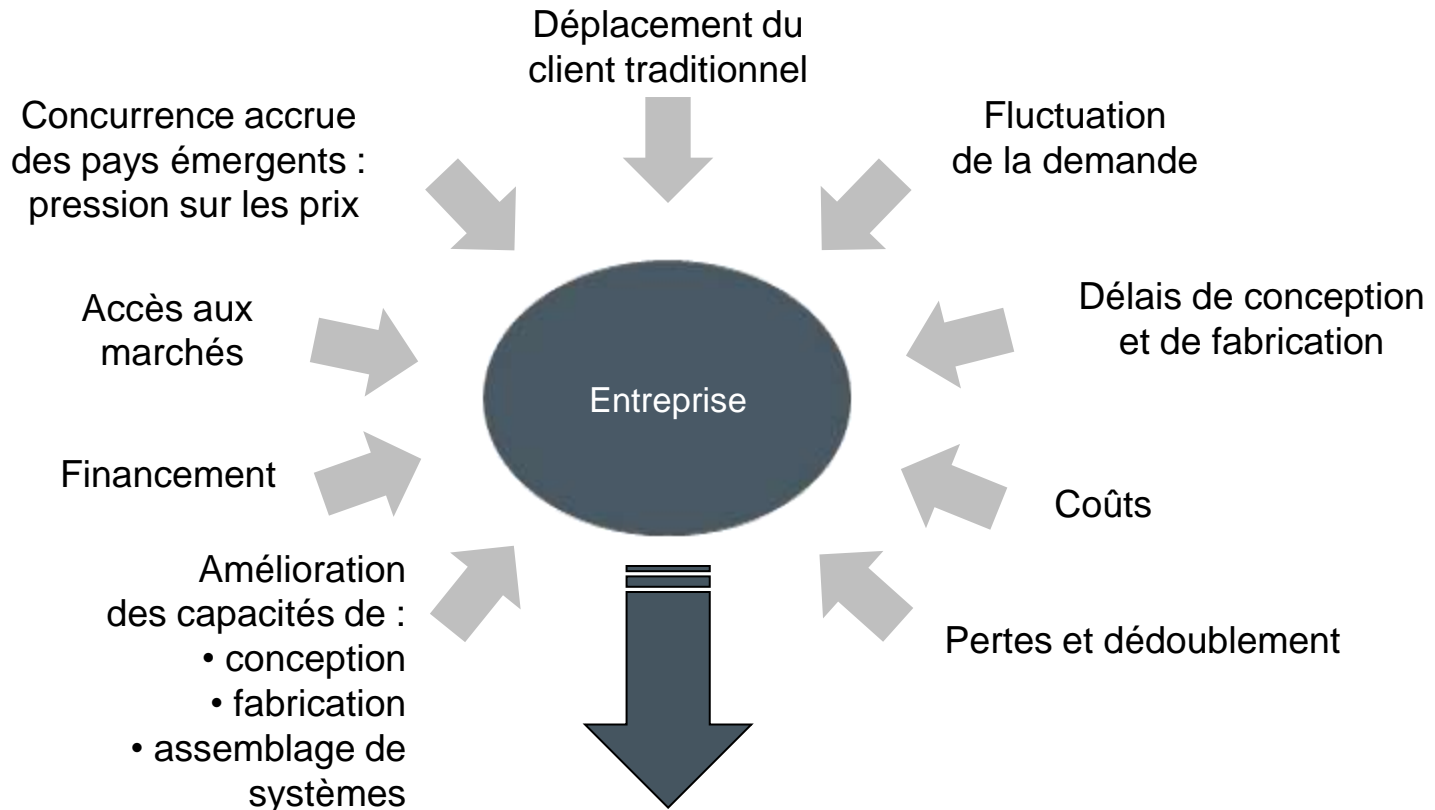 Déplacement du
client traditionnel
Concurrence accrue
des pays émergents :
pression sur les prix
Fluctuation
de la demande
Accès aux
marchés
Délais de conception
et de fabrication
Entreprise
Financement
Coûts
Amélioration
des capacités de :
• conception
• fabrication
• assemblage de
systèmes
Pertes et dédoublement